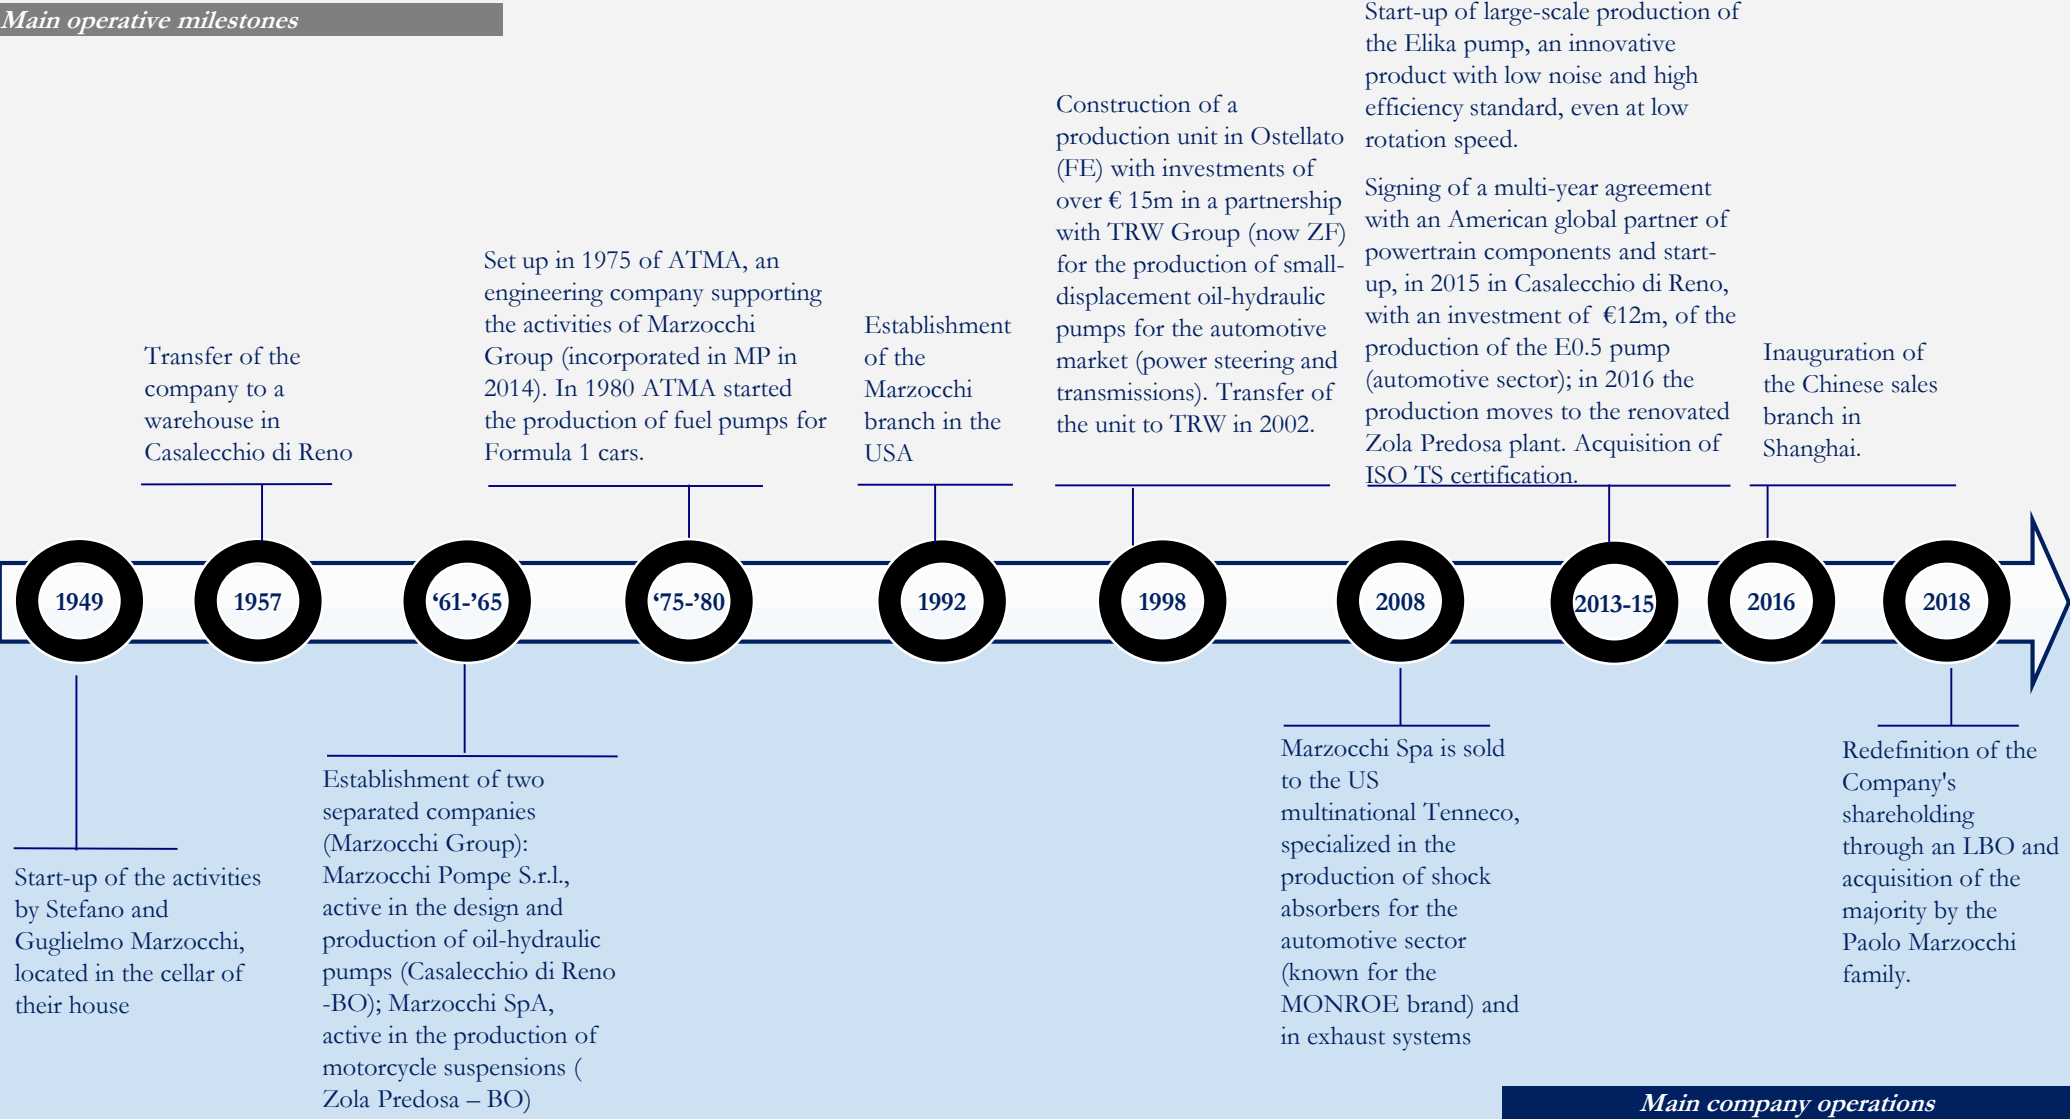 Main operative milestones
Transfer of the
company to a
warehouse in
Casalecchio di Reno
Set up in 1975 of ATMA, an
engineering company supporting
the activities of Marzocchi
Group (incorporated in MP in
2014). In 1980 ATMA started
the production of fuel pumps for
Formula 1 cars.
Establishment
of the
Marzocchi
branch in the
USA
Construction of a
production unit in Ostellato
(FE) with investments of
over € 15m in a partnership
with TRW Group (now ZF)
for the production of small-
displacement oil-hydraulic
pumps for the automotive
market (power steering and
transmissions). Transfer of
the unit to TRW in 2002.
Start-up of large-scale production of
the Elika pump, an innovative
product with low noise and high
efficiency standard, even at low
rotation speed.
Signing of a multi-year agreement
with an American global partner of
powertrain components and start-
up, in 2015 in Casalecchio di Reno,
with an investment of €12m, of the
production of the E0.5 pump
(automotive sector); in 2016 the
production moves to the renovated
Zola Predosa plant. Acquisition of
ISO TS certification.
Inauguration of
the Chinese sales
branch in
Shanghai.
1949
1957
‘61-’65
‘75-’80
1992
1998
2008
2013-15
2016
2018
Start-up of the activities
by Stefano and
Guglielmo Marzocchi,
located in the cellar of
their house
Establishment of two
separated companies
(Marzocchi Group):
Marzocchi Pompe S.r.l.,
active in the design and
production of oil-hydraulic
pumps (Casalecchio di Reno
-BO); Marzocchi SpA,
active in the production of
motorcycle suspensions (
Zola Predosa – BO)
Marzocchi Spa is sold
to the US
multinational Tenneco,
specialized in the
production of shock
absorbers for the
automotive sector
(known for the
MONROE brand) and
in exhaust systems
Redefinition of the
Company's
shareholding
through an LBO and
acquisition of the
majority by the
Paolo Marzocchi
family.
Main company operations